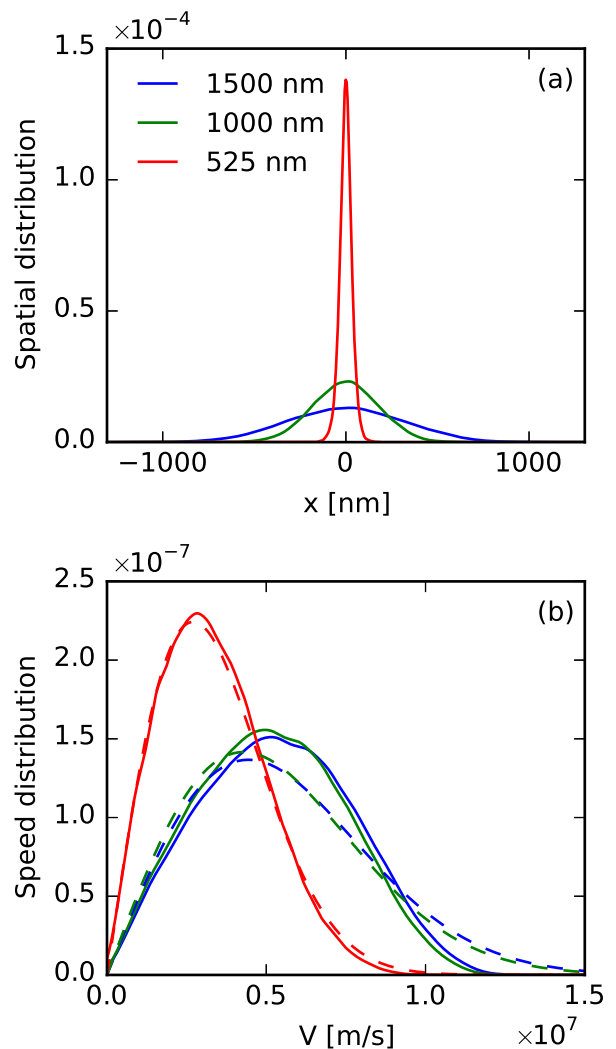 ×10⁻⁴
1.5
(a)
1500 nm
1000 nm
525 nm
1.0
0.5
0.0
Spatial distribution
−1000
0
1000
x [nm]
×10⁻⁷
2.5
(b)
2.0
1.5
1.0
0.5
0.0
Speed distribution
0.0
0.5
1.0
1.5
V [m/s]
×10⁷